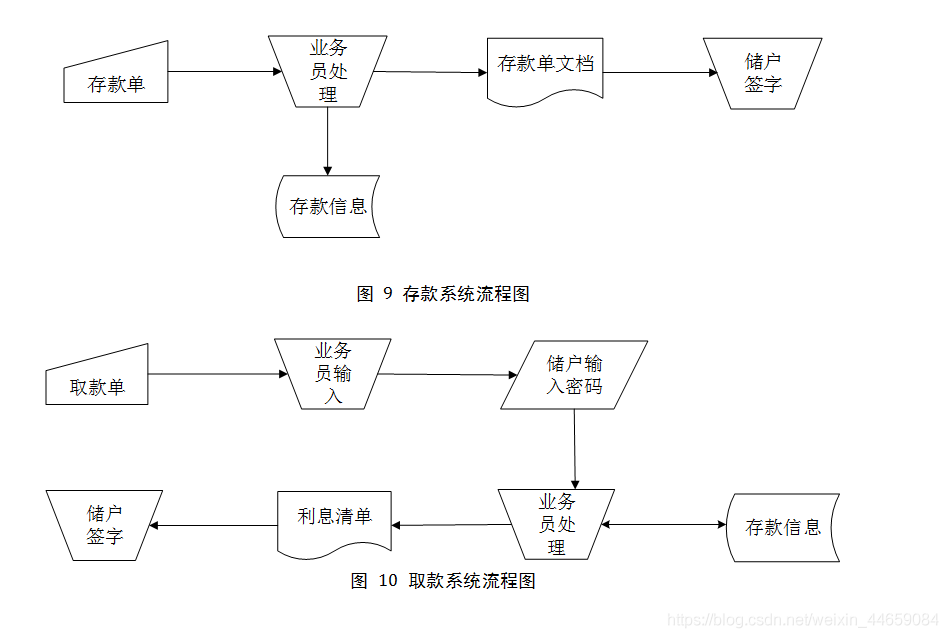 存款单
业务
员处
理
存款单文档
储户
签字
存款信息
图 9 存款系统流程图
取款单
业务
员输
入
储户输
入密码
储户
签字
利息清单
业务
员处
理
存款信息
图 10 取款系统流程图
https://blog.csdn.net/weixin_44659084